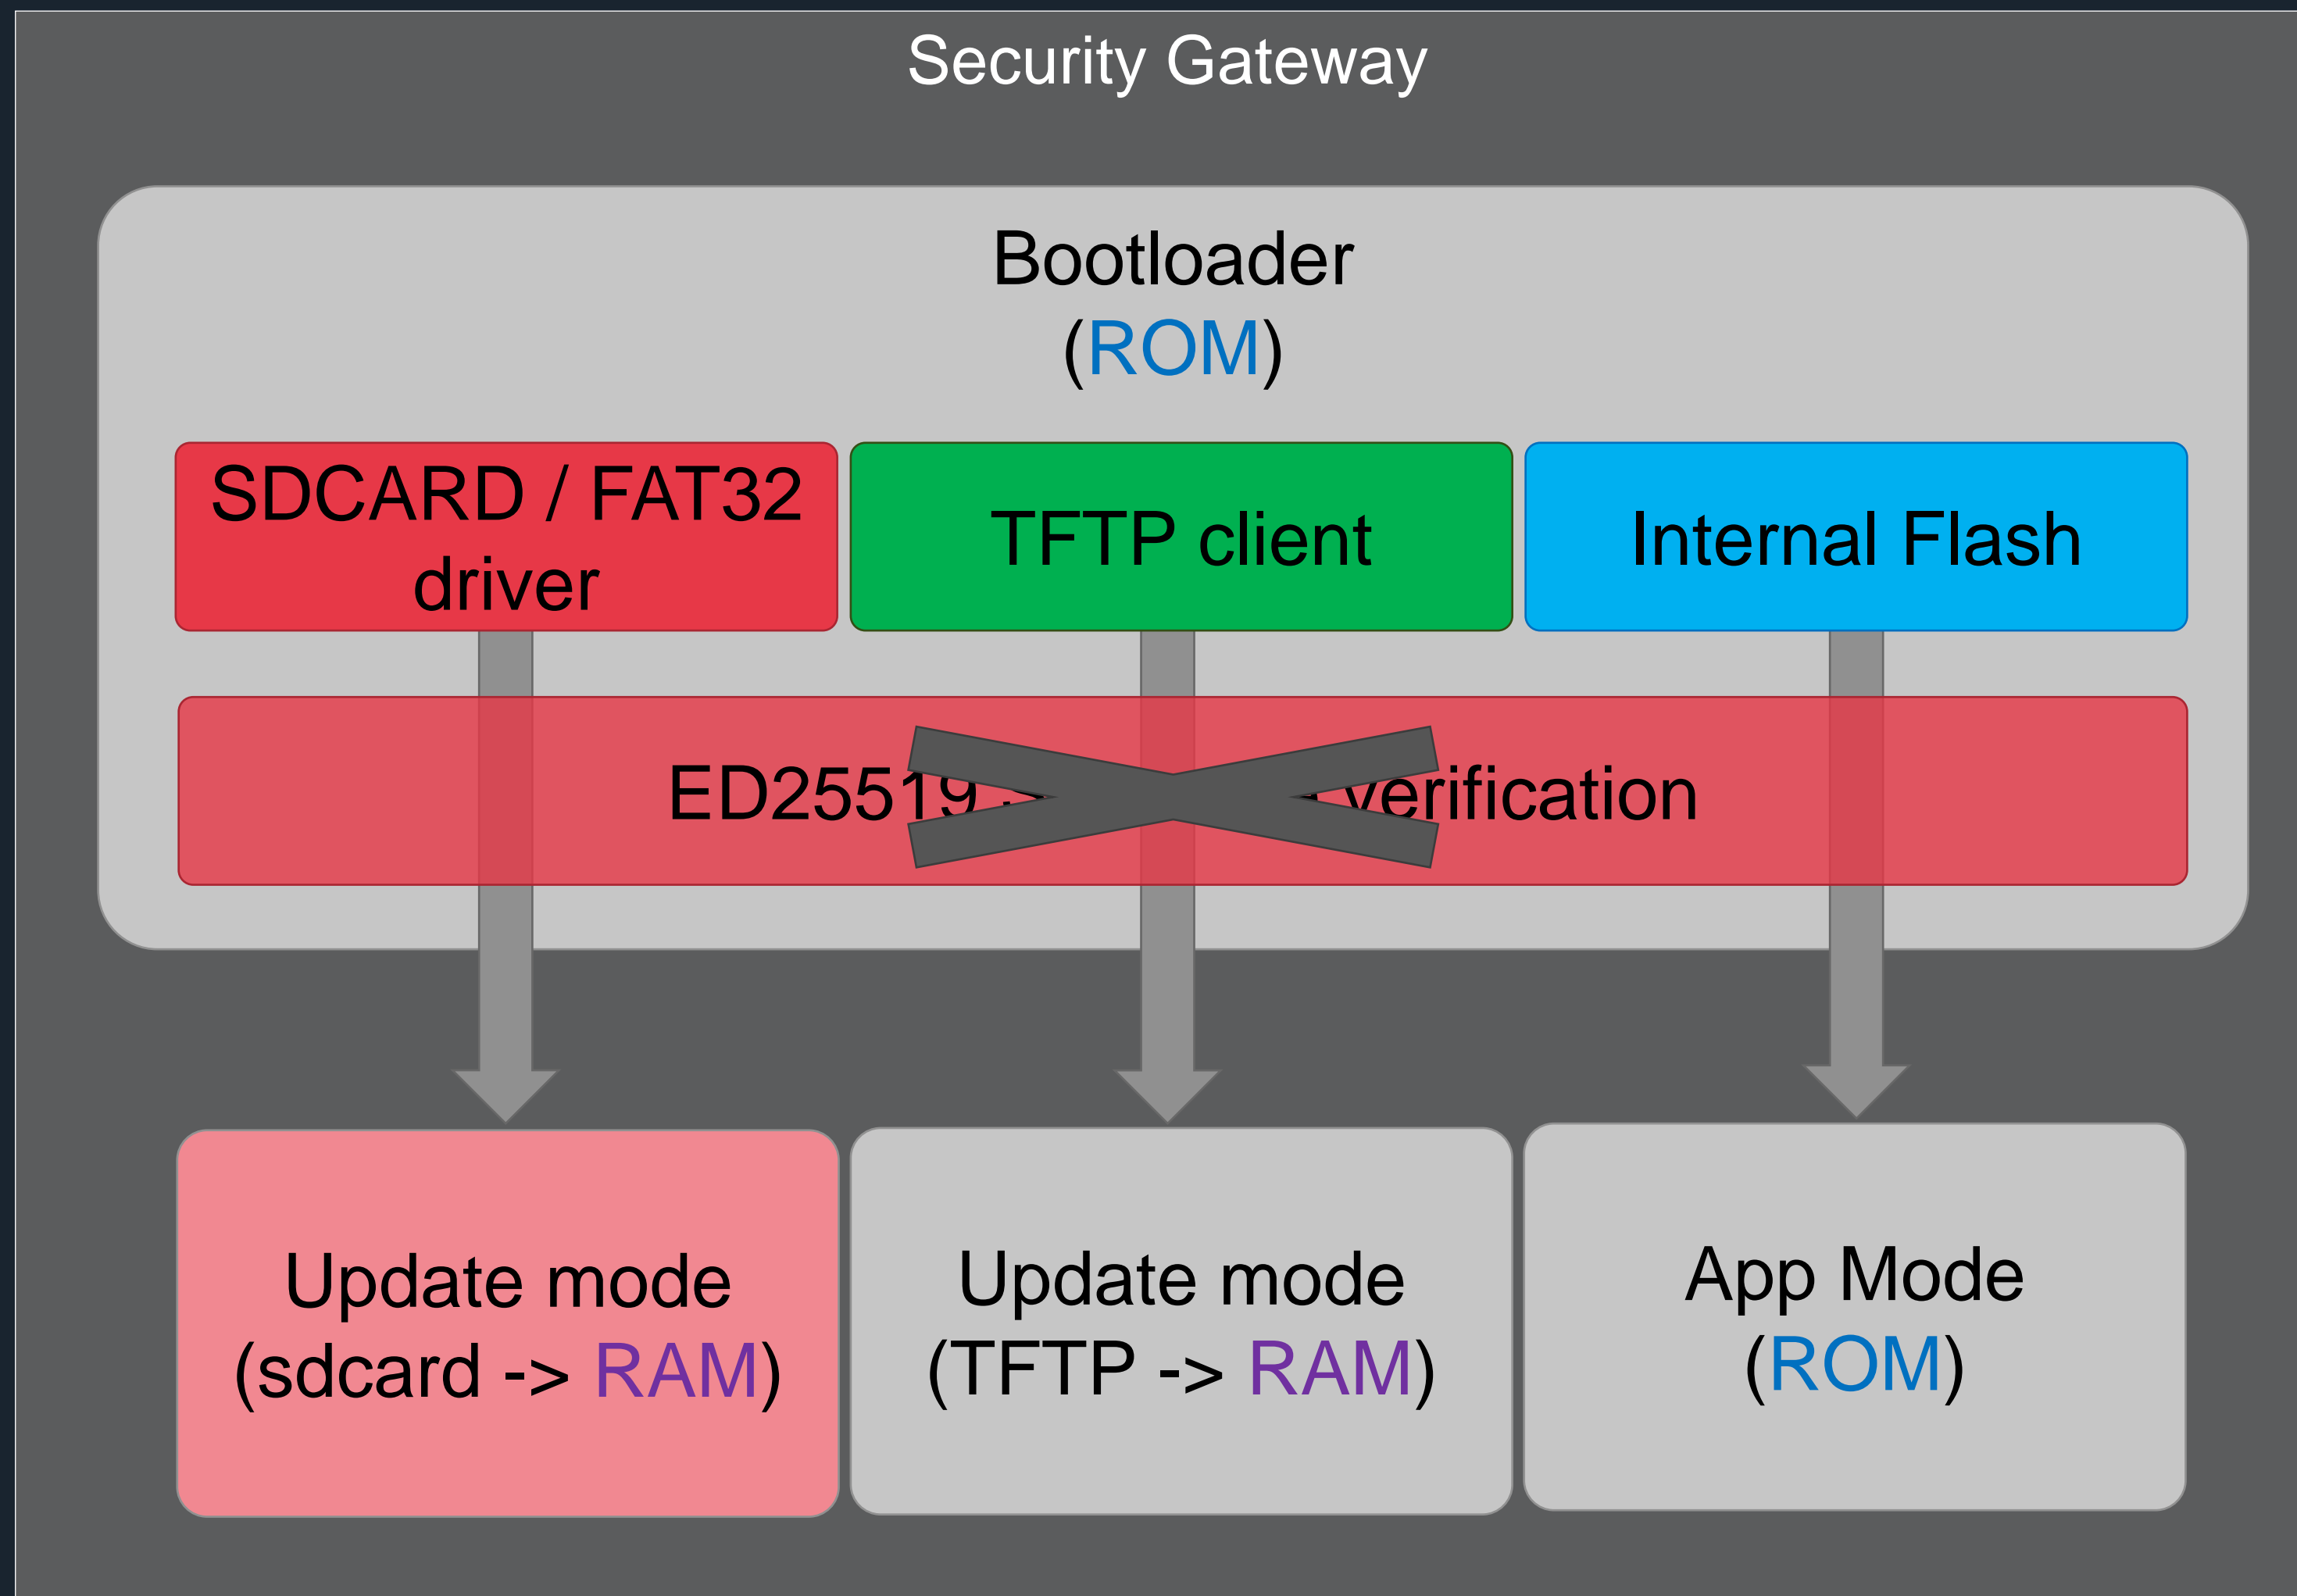 Security Gateway
Bootloader
(ROM)
SDCARD / FAT32
driver
TFTP client
Internal Flash
ED25519 verification
Update mode
(sdcard -> RAM)
Update mode
(TFTP -> RAM)
App Mode
(ROM)